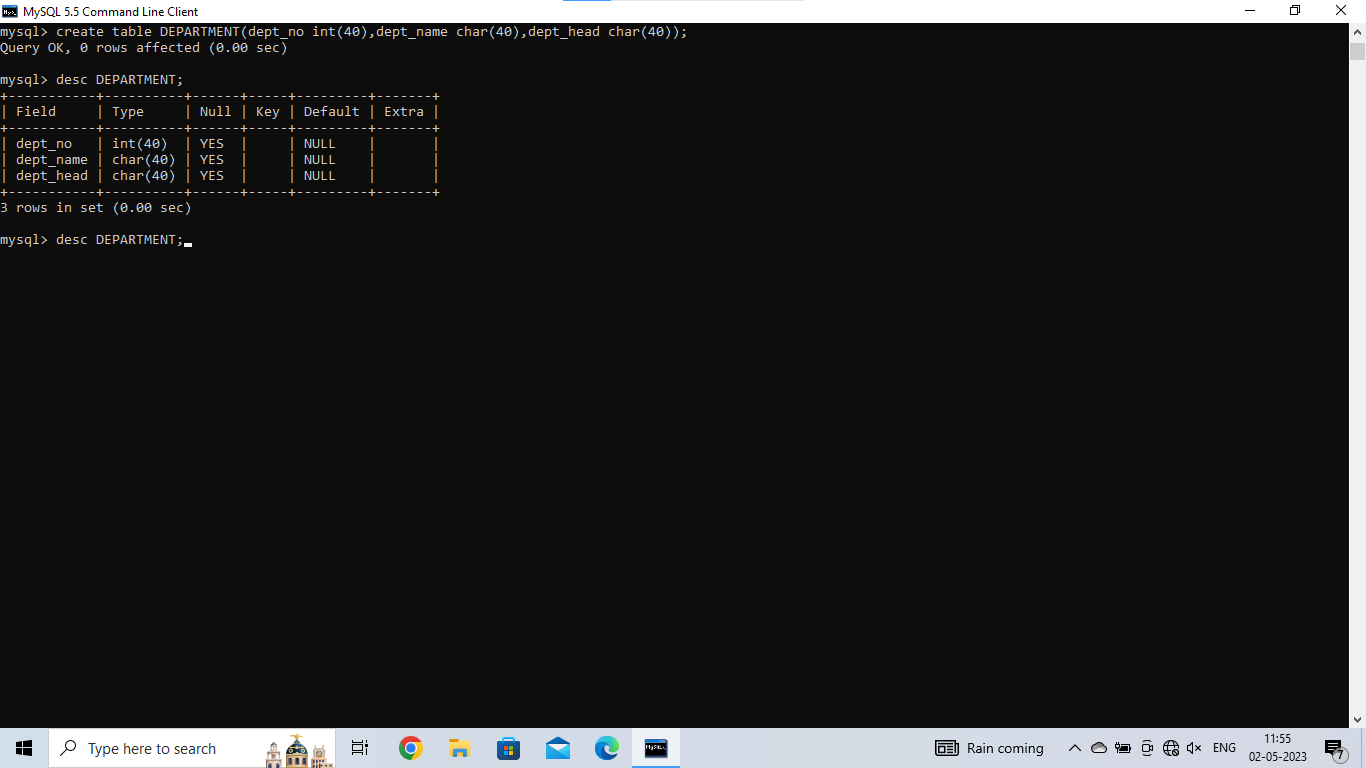 MySQL 5.5 Command Line Client
mysql> create table DEPARTMENT(dept_no int(40),dept_name char(40),dept_head char(40));
Query OK, 0 rows affected (0.00 sec)
mysql> desc DEPARTMENT;
+-----------+----------+------+-----+---------+-------+
| Field     | Type     | Null | Key | Default | Extra |
+-----------+----------+------+-----+---------+-------+
| dept_no   | int(40)  | YES  |     | NULL    |       |
| dept_name | char(40) | YES  |     | NULL    |       |
| dept_head | char(40) | YES  |     | NULL    |       |
+-----------+----------+------+-----+---------+-------+
3 rows in set (0.00 sec)
mysql> desc DEPARTMENT;
Type here to search
Rain coming
ENG
11:55
02-05-2023
7